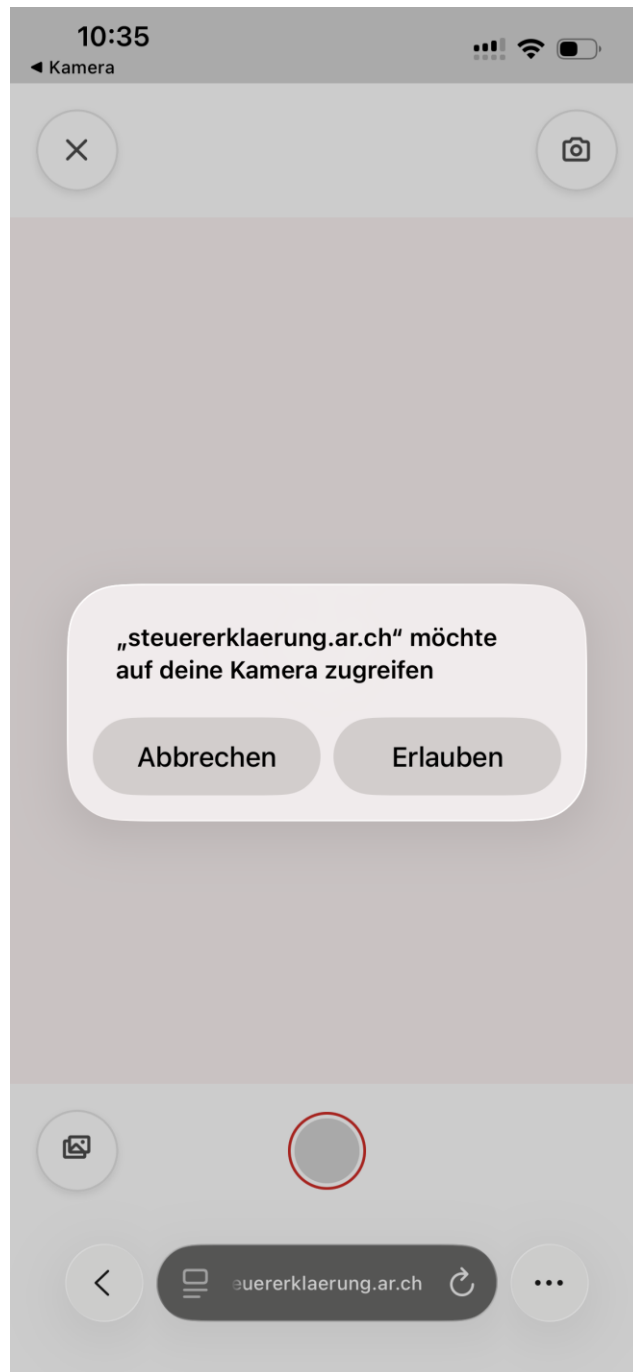 10:35
◀ Kamera
„steuererklaerung.ar.ch“ möchte
auf deine Kamera zugreifen
Abbrechen
Erlauben
euererklaerung.ar.ch